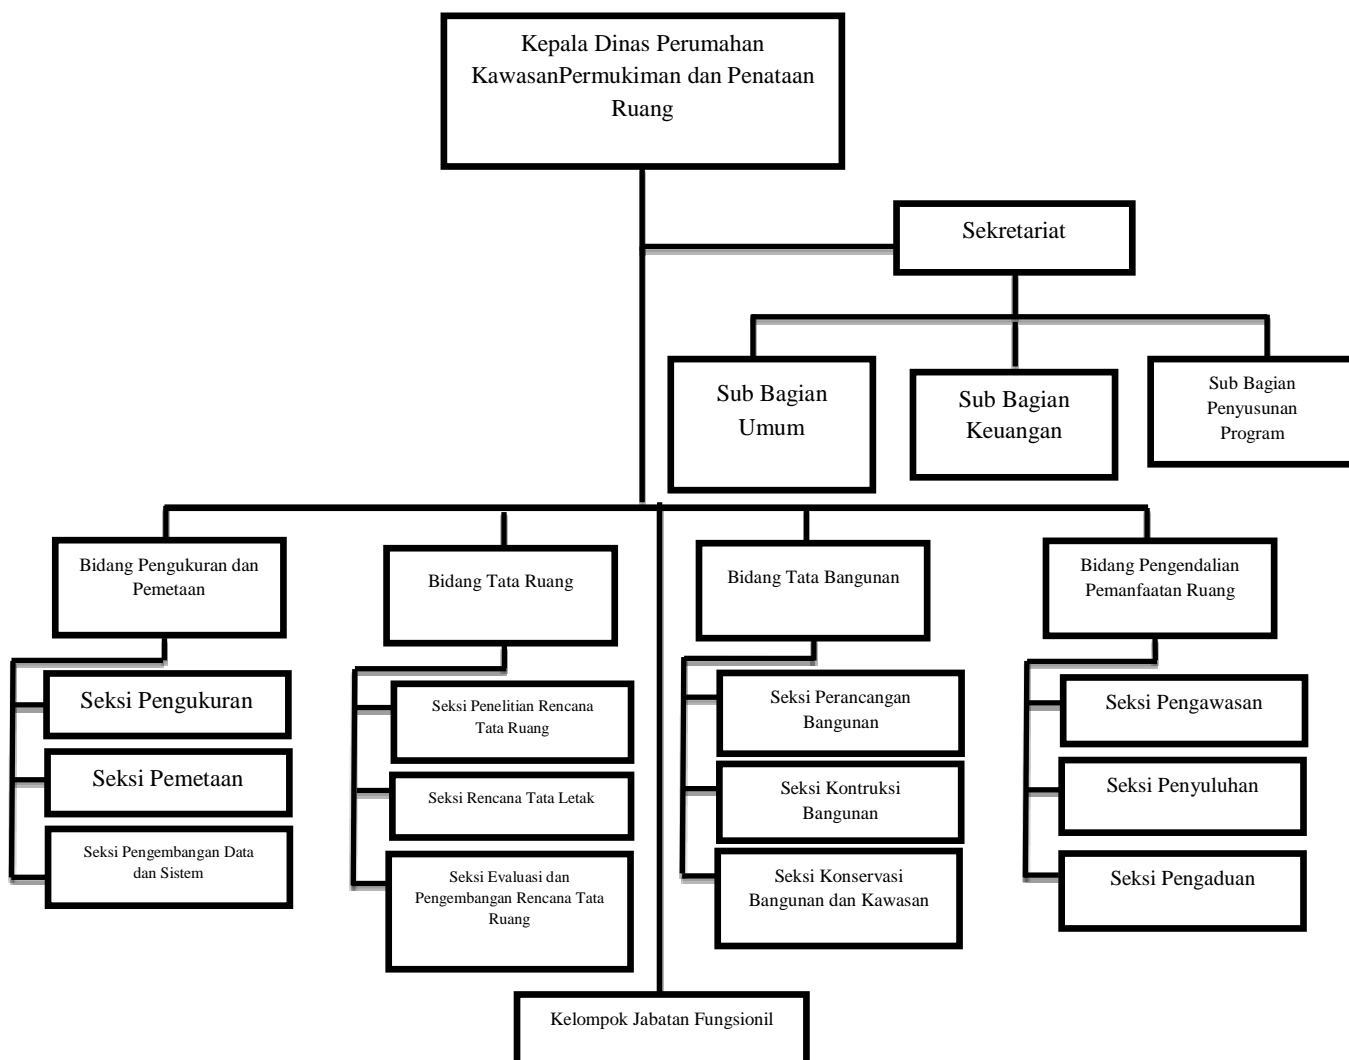 Kepala Dinas Perumahan
KawasanPermukiman dan Penataan
Ruang
Sekretariat
Sub Bagian
Umum
Sub Bagian
Keuangan
Sub Bagian
Penyusunan
Program
Bidang Pengukuran dan
Pemetaan
Bidang Tata Ruang
Bidang Tata Bangunan
Bidang Pengendalian
Pemanfaatan Ruang
Seksi Pengukuran
Seksi Pemetaan
Seksi Pengembangan Data
dan Sistem
Seksi Penelitian Rencana
Tata Ruang
Seksi Rencana Tata Letak
Seksi Evaluasi dan
Pengembangan Rencana Tata
Ruang
Seksi Perancangan
Bangunan
Seksi Kontruksi
Bangunan
Seksi Konservasi
Bangunan dan Kawasan
Seksi Pengawasan
Seksi Penyuluhan
Seksi Pengaduan
Kelompok Jabatan Fungsionil